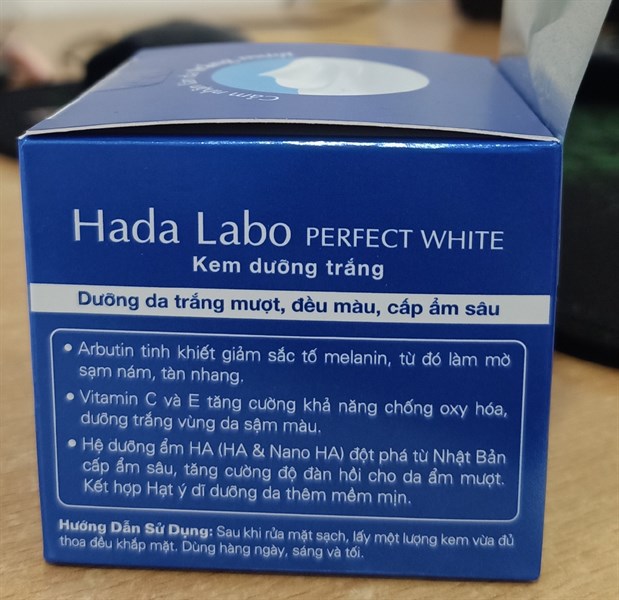 Cảm nhận
Hada Labo PERFECT WHITE
Kem dưỡng trắng
Dưỡng da trắng mượt, đều màu, cấp ẩm sâu
• Arbutin tinh khiết giảm sắc tố melanin, từ đó làm mờ
sạm nám, tàn nhang.
• Vitamin C và E tăng cường khả năng chống oxy hóa,
dưỡng trắng vùng da sậm màu.
• Hệ dưỡng ẩm HA (HA & Nano HA) đột phá từ Nhật Bản
cấp ẩm sâu, tăng cường độ đàn hồi cho da ẩm mượt.
Kết hợp Hạt ý dĩ dưỡng da thêm mềm mịn.
Hướng Dẫn Sử Dụng: Sau khi rửa mặt sạch, lấy một lượng kem vừa đủ
thoa đều khắp mặt. Dùng hàng ngày, sáng và tối.